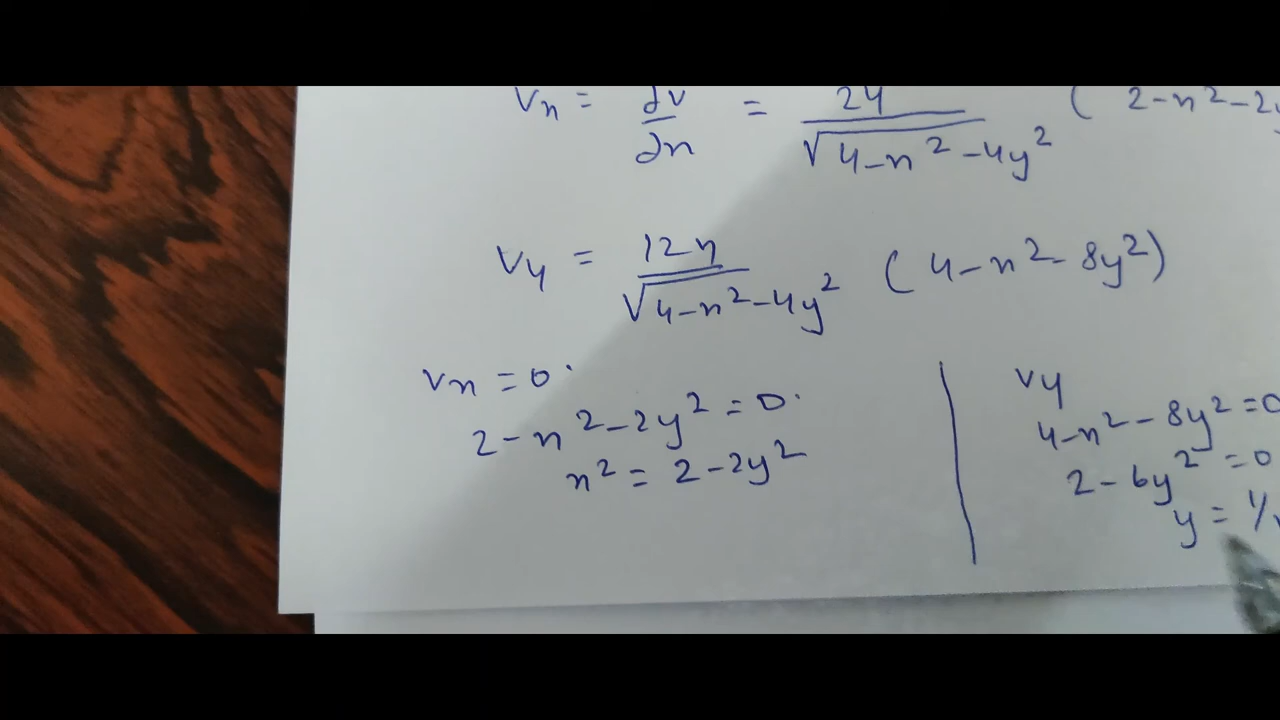 Vn = ∂v/∂n = 24/√(4-n²-4y²) (2-n²-2y
Vy = 12n/√(4-n²-4y²) (4-n²-8y²)
Vn = 0.
2-n²-2y² = 0.
n² = 2-2y²
Vy
4-n²-8y² = 0
2-6y² = 0
y = 1/